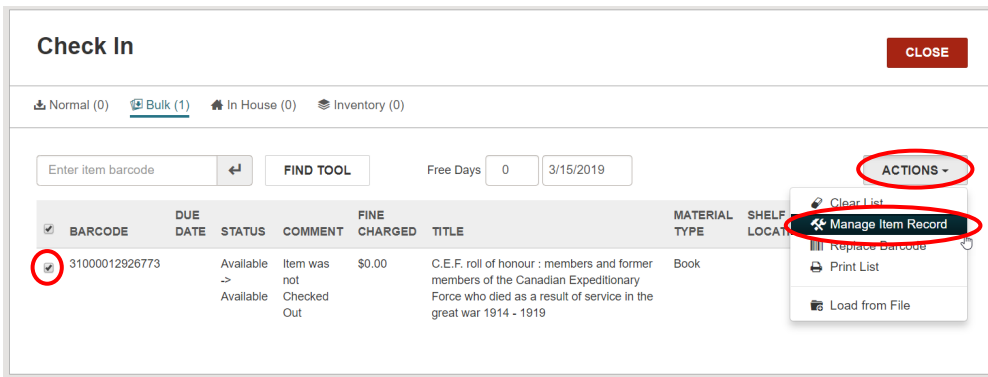 Check In
CLOSE
Normal (0) Bulk (1) In House (0) Inventory (0)
Enter item barcode FIND TOOL Free Days 0 3/15/2019 ACTIONS
Clear List
Manage Item Record
Replace Barcode
Print List
Load from File
BARCODE DUE DATE STATUS COMMENT FINE CHARGED TITLE MATERIAL TYPE SHELF
31000012926773 Available -> Available Item was not Checked Out $0.00 C.E.F. roll of honour : members and former members of the Canadian Expeditionary Force who died as a result of service in the great war 1914 - 1919 Book